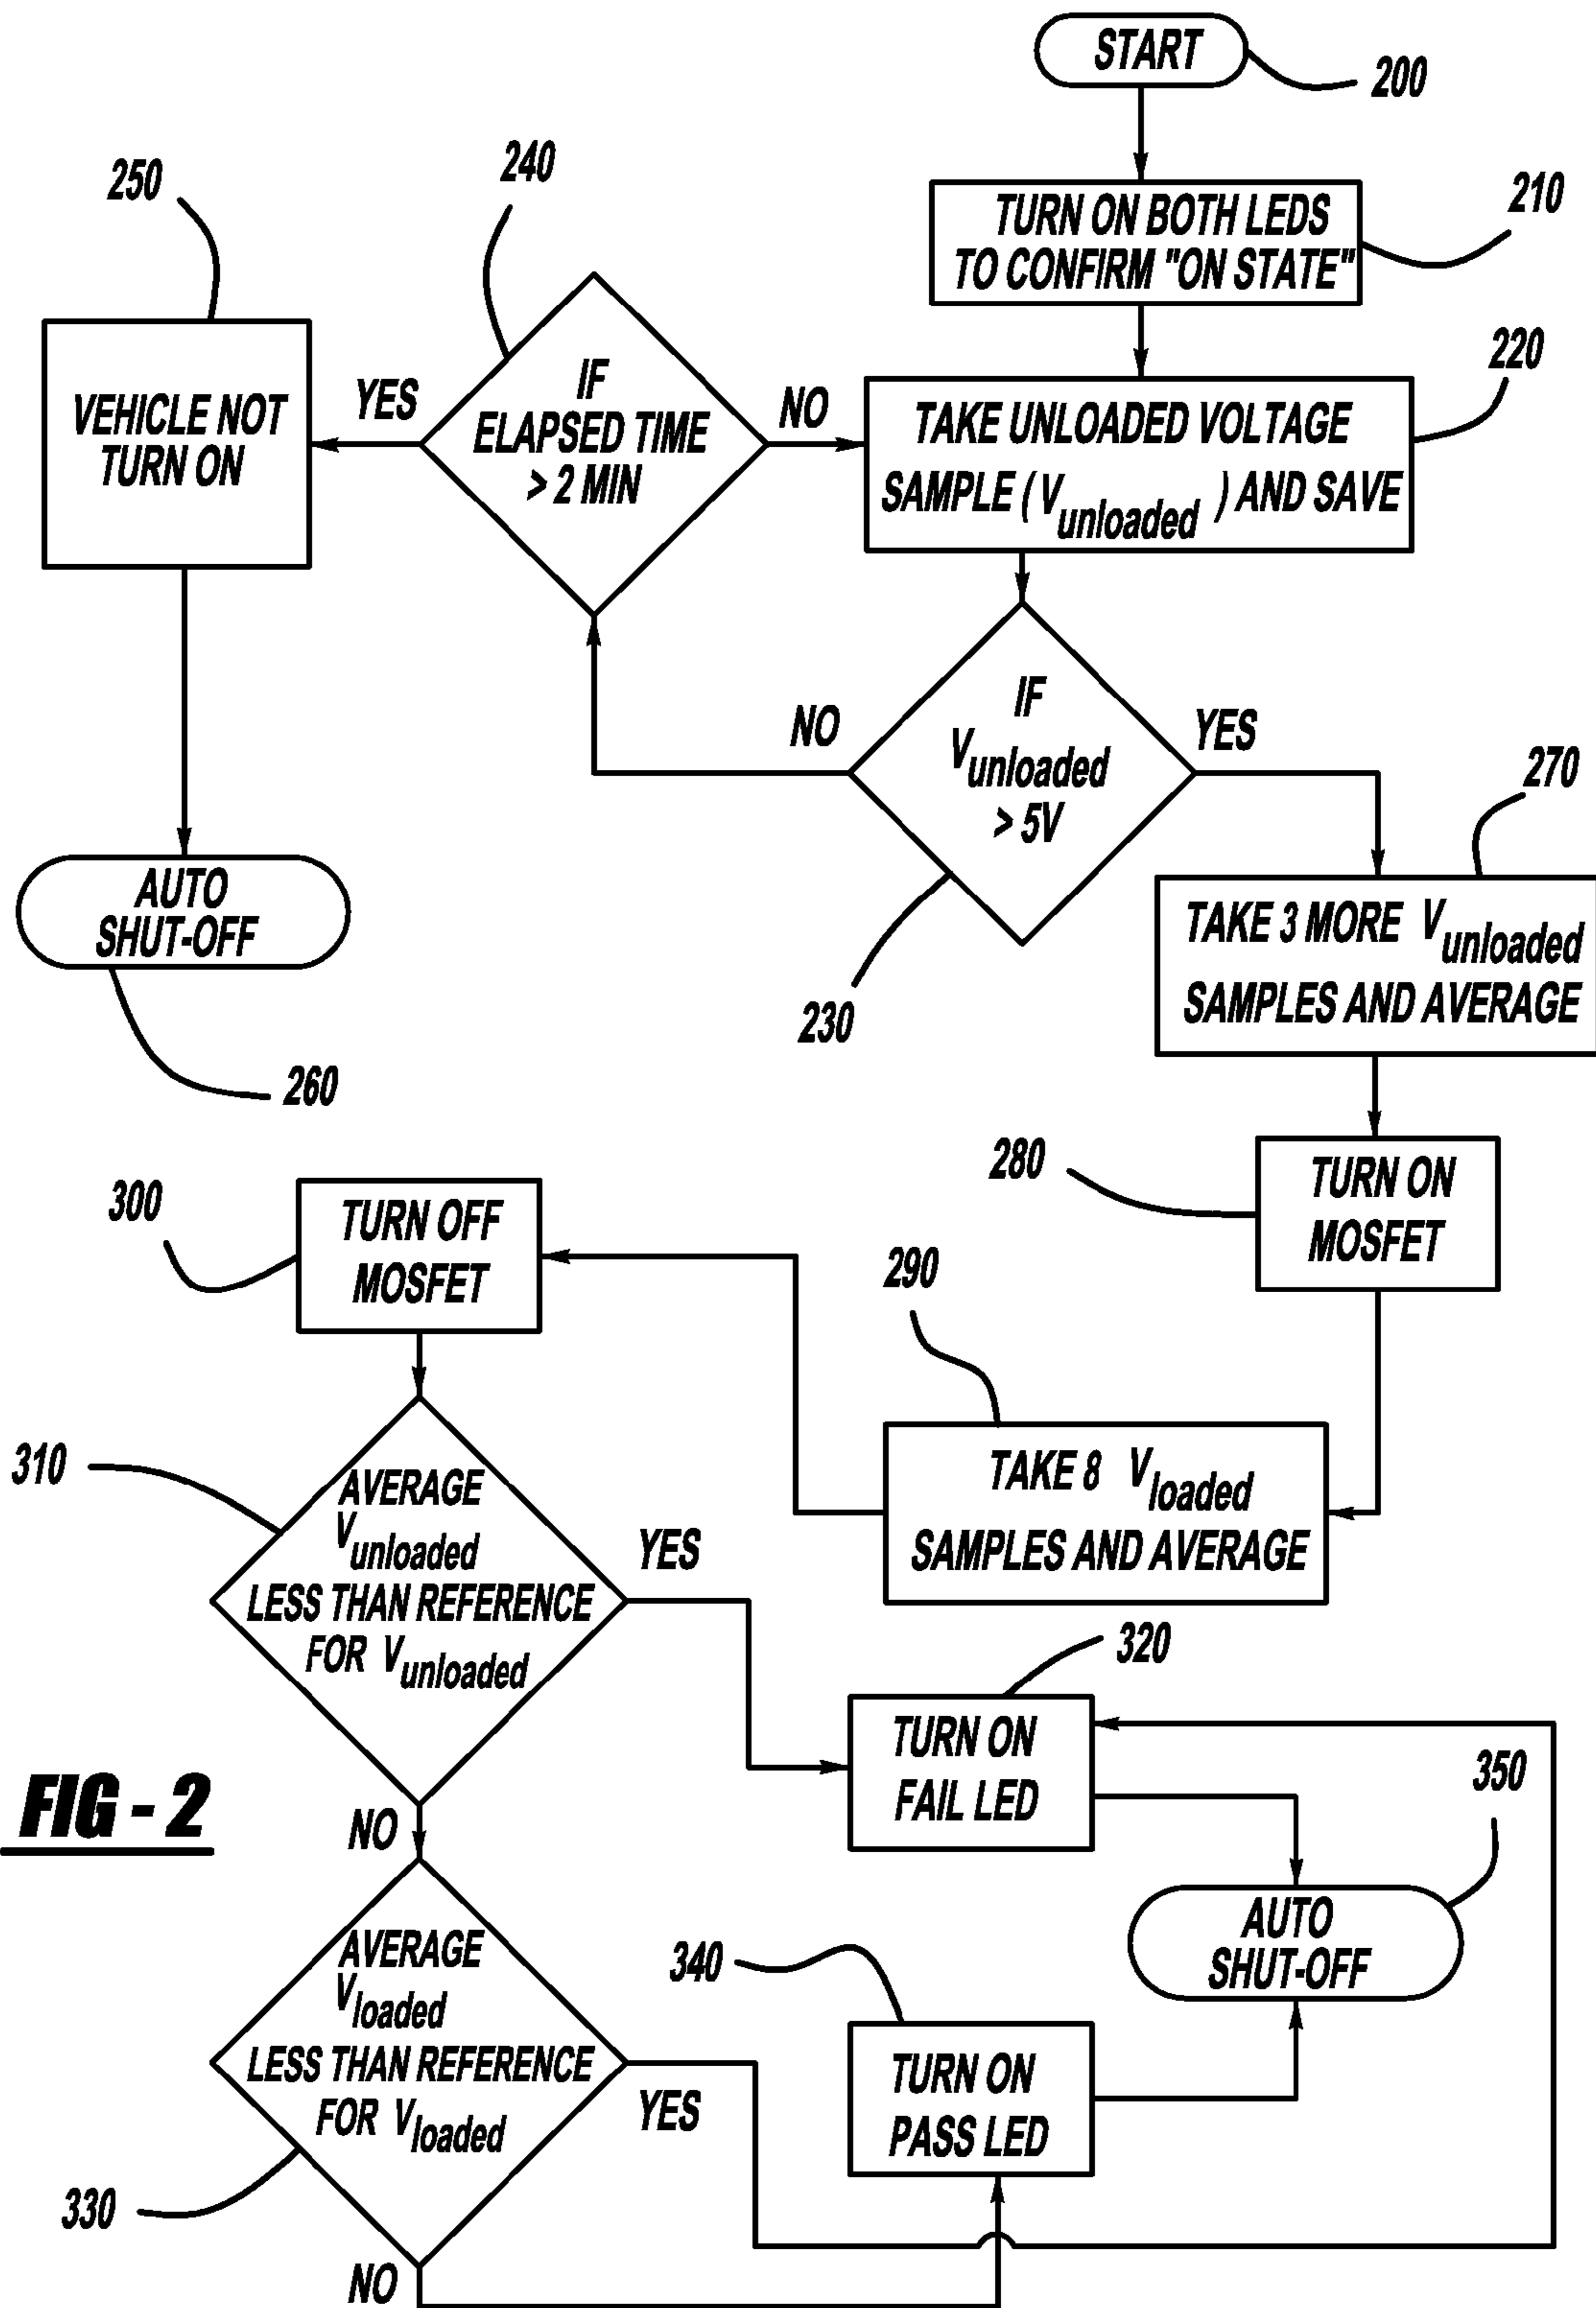 START
200
TURN ON BOTH LEDS
TO CONFIRM "ON STATE"
210
250
240
VEHICLE NOT
TURN ON
YES
IF
ELAPSED TIME
> 2 MIN
NO
TAKE UNLOADED VOLTAGE
SAMPLE (Vunloaded) AND SAVE
220
NO
IF
Vunloaded
> 5V
YES
230
AUTO
SHUT-OFF
260
270
TAKE 3 MORE Vunloaded
SAMPLES AND AVERAGE
280
TURN ON
MOSFET
300
TURN OFF
MOSFET
290
TAKE 8 Vloaded
SAMPLES AND AVERAGE
310
AVERAGE
Vunloaded
LESS THAN REFERENCE
FOR Vunloaded
YES
320
TURN ON
FAIL LED
350
FIG - 2
NO
AUTO
SHUT-OFF
AVERAGE
Vloaded
LESS THAN REFERENCE
FOR Vloaded
YES
340
TURN ON
PASS LED
330
NO